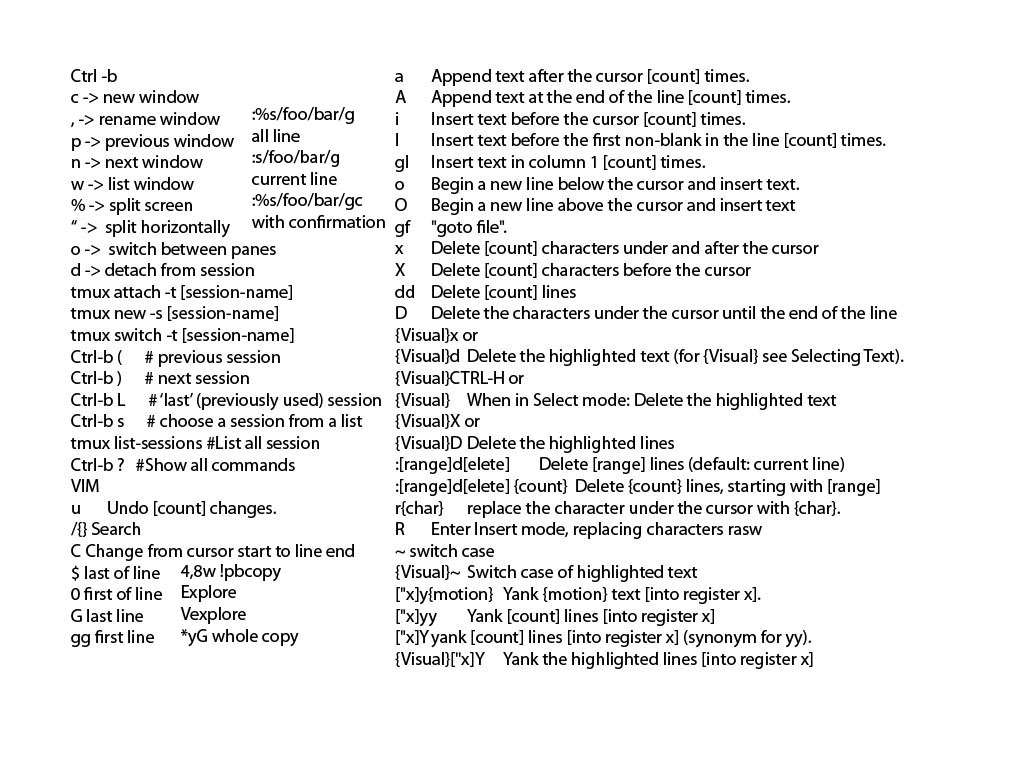 Ctrl -b
c -> new window
, -> rename window
p -> previous window
n -> next window
w -> list window
% -> split screen
“ ->  split horizontally
o ->  switch between panes
d -> detach from session
tmux attach -t [session-name]
tmux new -s [session-name]
tmux switch -t [session-name]
Ctrl-b (     # previous session
Ctrl-b )     # next session
Ctrl-b L     # ‘last’ (previously used) session
Ctrl-b s     # choose a session from a list
tmux list-sessions #List all session
Ctrl-b ?  #Show all commands
VIM
u     Undo [count] changes.
/{} Search
C Change from cursor start to line end
$ last of line
0 first of line
G last line
gg first line
:%s/foo/bar/g
all line
:s/foo/bar/g
current line
:%s/foo/bar/gc
with confirmation
4,8w !pbcopy
Explore
Vexplore
*yG whole copy
a     Append text after the cursor [count] times.
A     Append text at the end of the line [count] times.
i     Insert text before the cursor [count] times.
I     Insert text before the first non-blank in the line [count] times.
gI     Insert text in column 1 [count] times.
o     Begin a new line below the cursor and insert text.
O     Begin a new line above the cursor and insert text
gf     "goto file".
x     Delete [count] characters under and after the cursor
X     Delete [count] characters before the cursor
dd     Delete [count] lines
D     Delete the characters under the cursor until the end of the line
{Visual}x or
{Visual}d  Delete the highlighted text (for {Visual} see Selecting Text).
{Visual}CTRL-H or
{Visual}     When in Select mode: Delete the highlighted text
{Visual}X or
{Visual}D Delete the highlighted lines
:[range]d[elete]     Delete [range] lines (default: current line)
:[range]d[elete] {count}  Delete {count} lines, starting with [range]
r{char}     replace the character under the cursor with {char}.
R     Enter Insert mode, replacing characters rasw
~ switch case
{Visual}~  Switch case of highlighted text
["x]y{motion}  Yank {motion} text [into register x].
["x]yy     Yank [count] lines [into register x]
["x]Y yank [count] lines [into register x] (synonym for yy).
{Visual}["x]Y     Yank the highlighted lines [into register x]